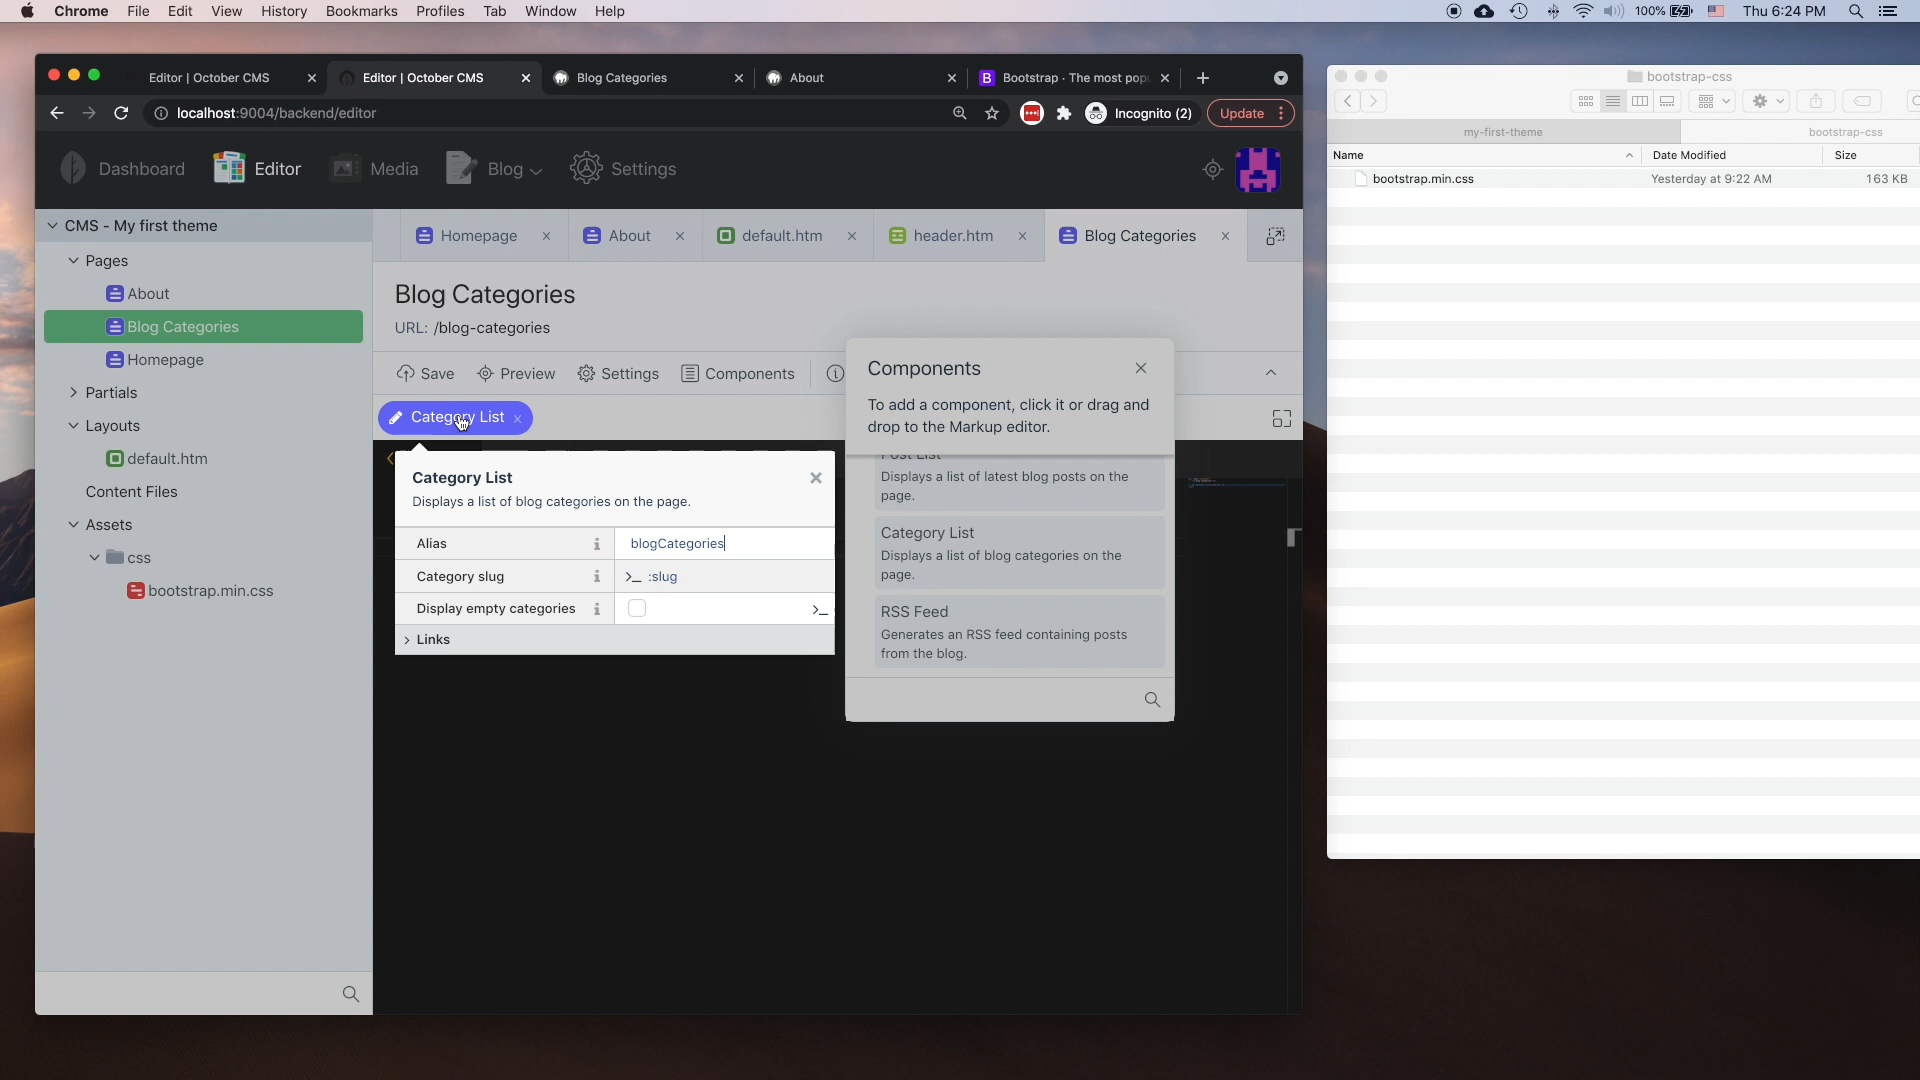 Chrome File Edit View History Bookmarks Profiles Tab Window Help
100% Thu 6:24 PM
Editor | October CMS
Editor | October CMS
Blog Categories
About
Bootstrap · The most pop
localhost:9004/backend/editor
Incognito (2)
Update
Dashboard
Editor
Media
Blog
Settings
CMS - My first theme
Pages
About
Blog Categories
Homepage
Partials
Layouts
default.htm
Content Files
Assets
css
bootstrap.min.css
Homepage
About
default.htm
header.htm
Blog Categories
Blog Categories
URL: /blog-categories
Save
Preview
Settings
Components
Category List
Category List
Displays a list of blog categories on the page.
Alias
blogCategories
Category slug
:slug
Display empty categories
Links
Components
To add a component, click it or drag and
drop to the Markup editor.
Post List
Displays a list of latest blog posts on the
page.
Category List
Displays a list of blog categories on the
page.
RSS Feed
Generates an RSS feed containing posts
from the blog.
bootstrap-css
my-first-theme
bootstrap-css
Name
Date Modified
Size
bootstrap.min.css
Yesterday at 9:22 AM
163 KB